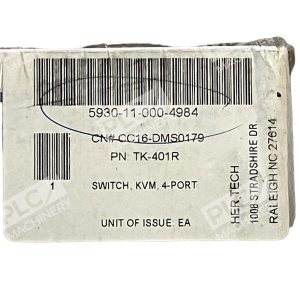 5930-11-000-4984
CN# CC16-DMS0179
PN: TK-401R
1
SWITCH, KVM, 4-PORT
UNIT OF ISSUE: EA
HER TECH
1008 STRADSHIRE DR
RALEIGH NC 27614
PLC
MACHINERY